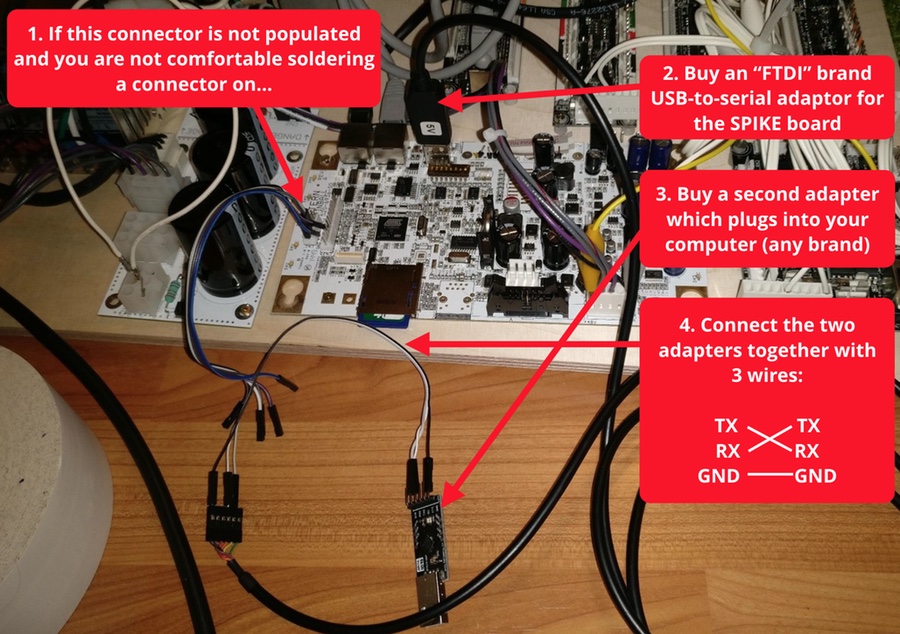 1. If this connector is not populated
and you are not comfortable soldering
a connector on...
2. Buy an “FTDI” brand
USB-to-serial adaptor for
the SPIKE board
5V
3. Buy a second adapter
which plugs into your
computer (any brand)
4. Connect the two
adapters together with
3 wires:
TX TX
RX RX
GND GND